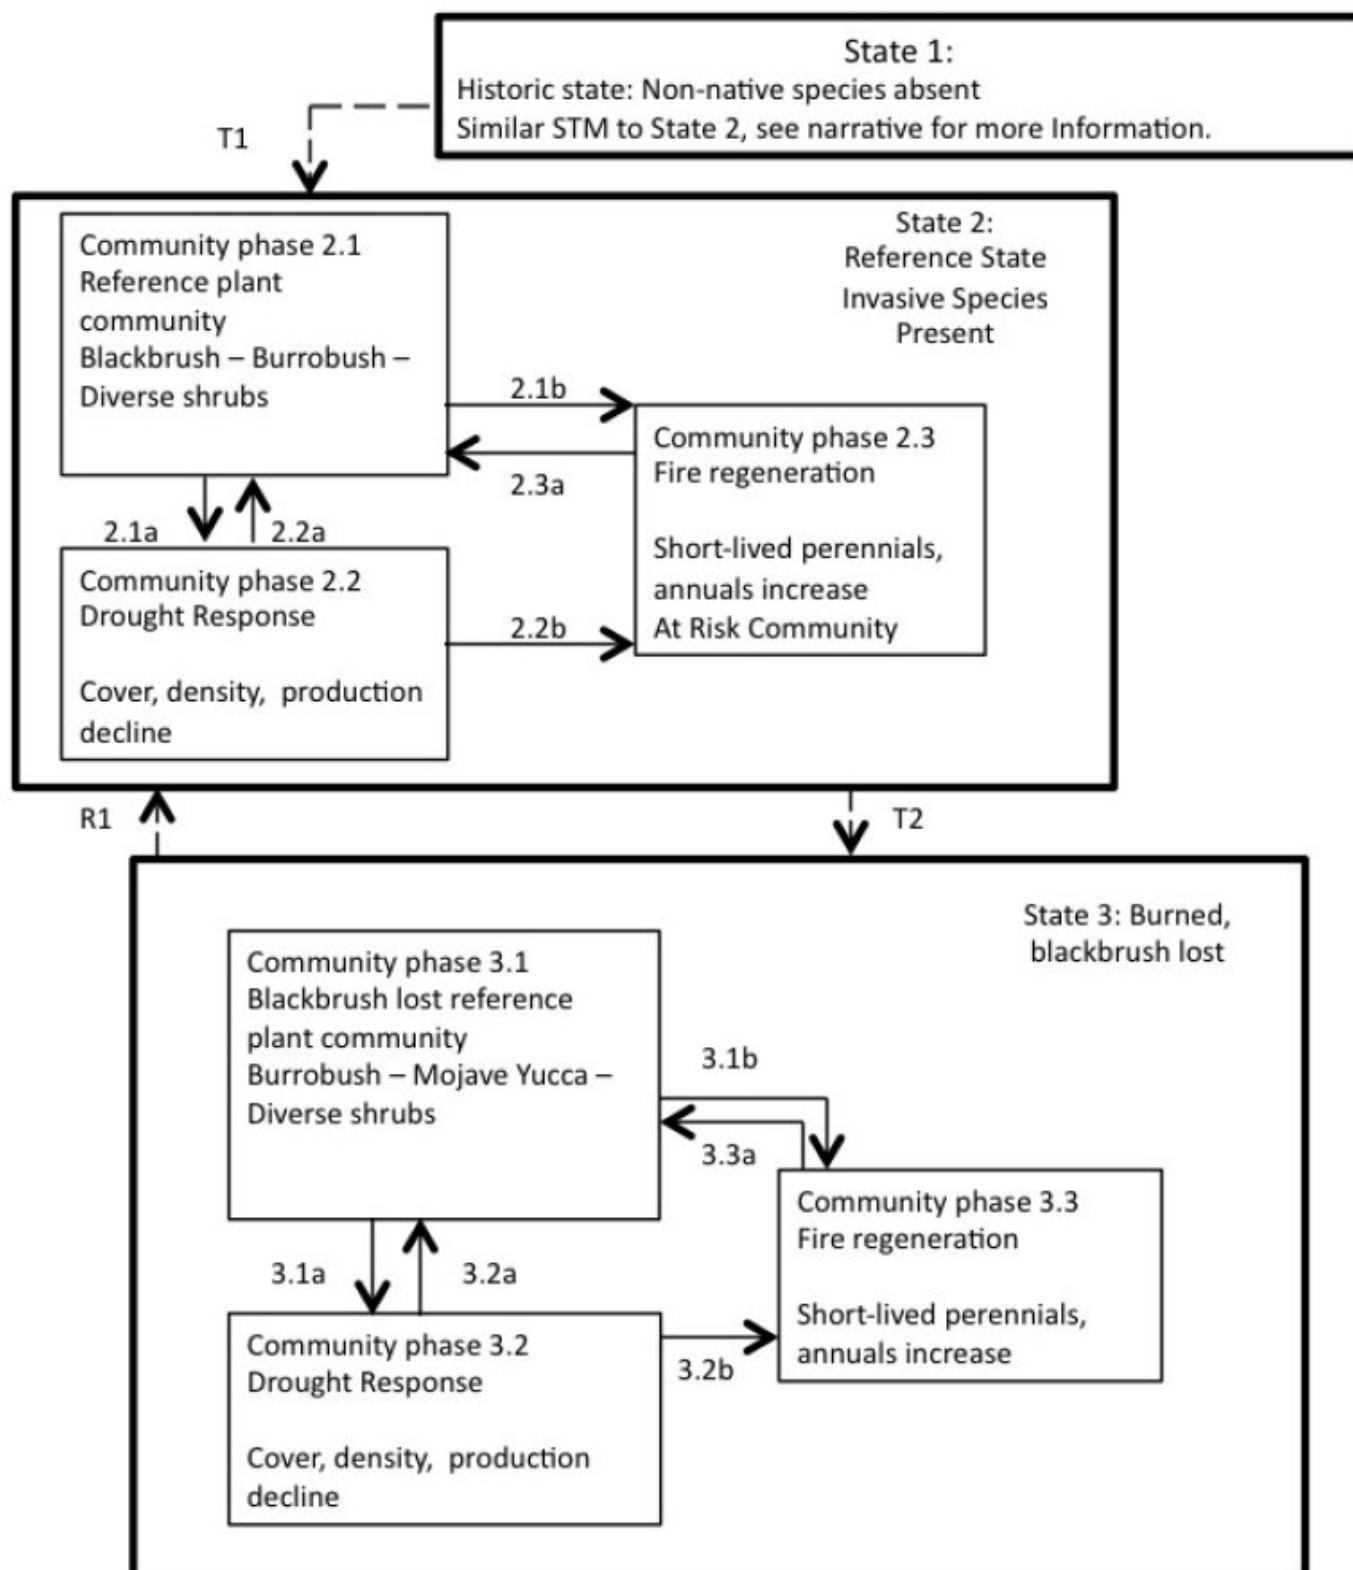 State 1:
Historic state: Non-native species absent
Similar STM to State 2, see narrative for more Information.
T1
State 2:
Reference State
Invasive Species
Present
Community phase 2.1
Reference plant
community
Blackbrush – Burrobush –
Diverse shrubs
2.1b
2.3a
Community phase 2.3
Fire regeneration
Short-lived perennials,
annuals increase
At Risk Community
2.1a
2.2a
Community phase 2.2
Drought Response
Cover, density, production
decline
2.2b
R1
T2
State 3: Burned,
blackbrush lost
Community phase 3.1
Blackbrush lost reference
plant community
Burrobush – Mojave Yucca –
Diverse shrubs
3.1b
3.3a
Community phase 3.3
Fire regeneration
Short-lived perennials,
annuals increase
3.1a
3.2a
Community phase 3.2
Drought Response
Cover, density, production
decline
3.2b